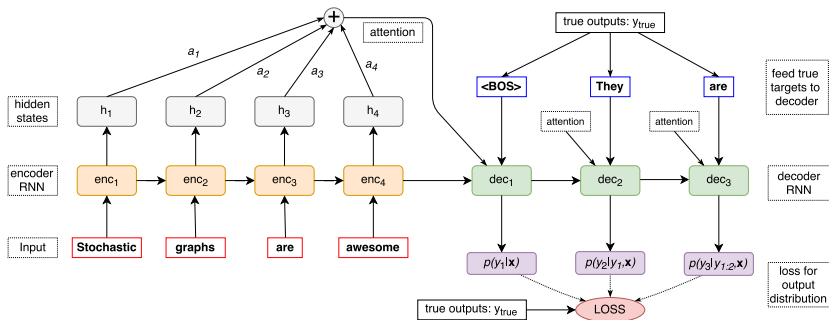 true outputs: y_true
attention
a_1
a_2
a_3
a_4
<BOS>
They
are
feed true
targets to
decoder
hidden
states
h_1
h_2
h_3
h_4
attention
attention
encoder
RNN
enc_1
enc_2
enc_3
enc_4
dec_1
dec_2
dec_3
decoder
RNN
Input
Stochastic
graphs
are
awesome
p(y_1|x)
p(y_2|y_1,x)
p(y_3|y_1:2,x)
loss for
output
distribution
true outputs: y_true
LOSS